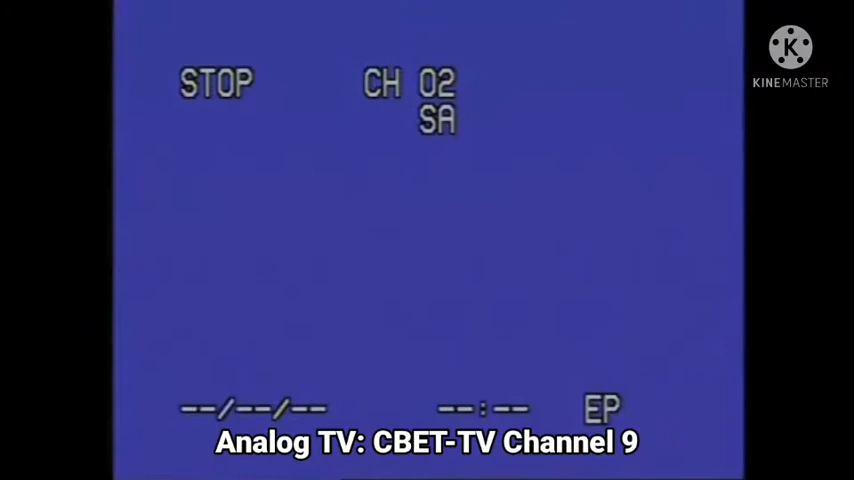 STOP CH 02
SA
K
KINEMASTER
--/--/-- --:-- EP
Analog TV: CBET-TV Channel 9